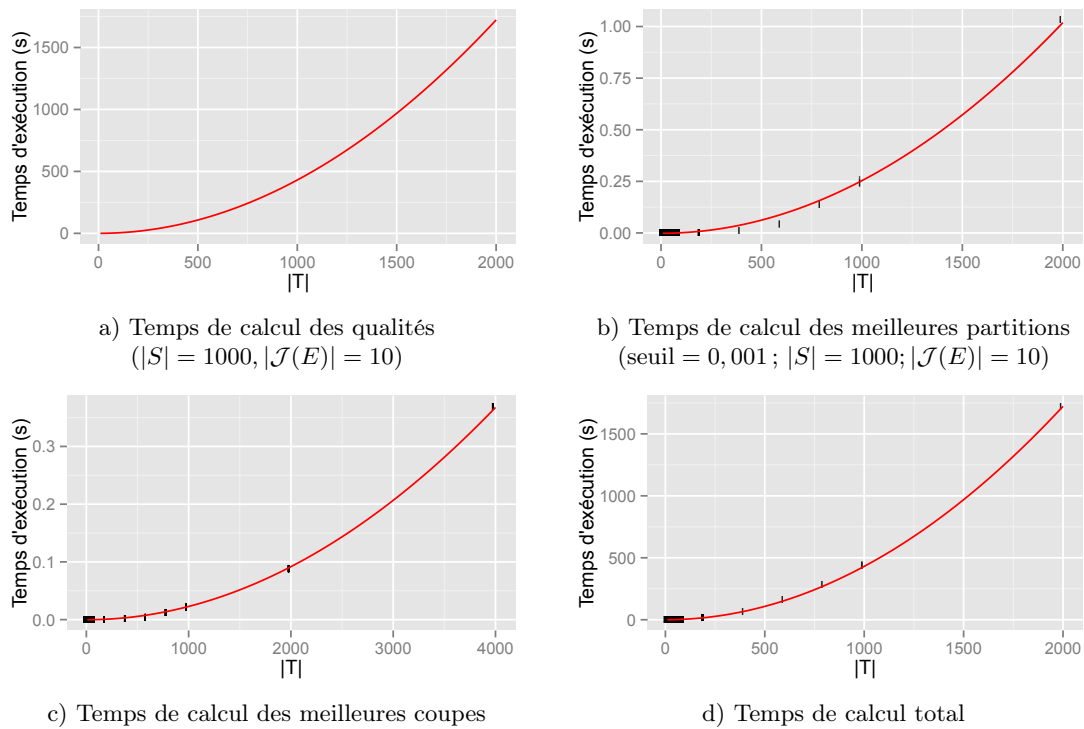 Temps d'exécution (s)
1500
1000
500
0
0 500 1000 1500 2000
|T|
a) Temps de calcul des qualités
(|S| = 1000, |𝒥(E)| = 10)
Temps d'exécution (s)
1.00
0.75
0.50
0.25
0.00
0 500 1000 1500 2000
|T|
b) Temps de calcul des meilleures partitions
(seuil = 0,001 ; |S| = 1000; |𝒥(E)| = 10)
Temps d'exécution (s)
0.3
0.2
0.1
0.0
0 1000 2000 3000 4000
|T|
c) Temps de calcul des meilleures coupes
Temps d'exécution (s)
1500
1000
500
0
0 500 1000 1500 2000
|T|
d) Temps de calcul total